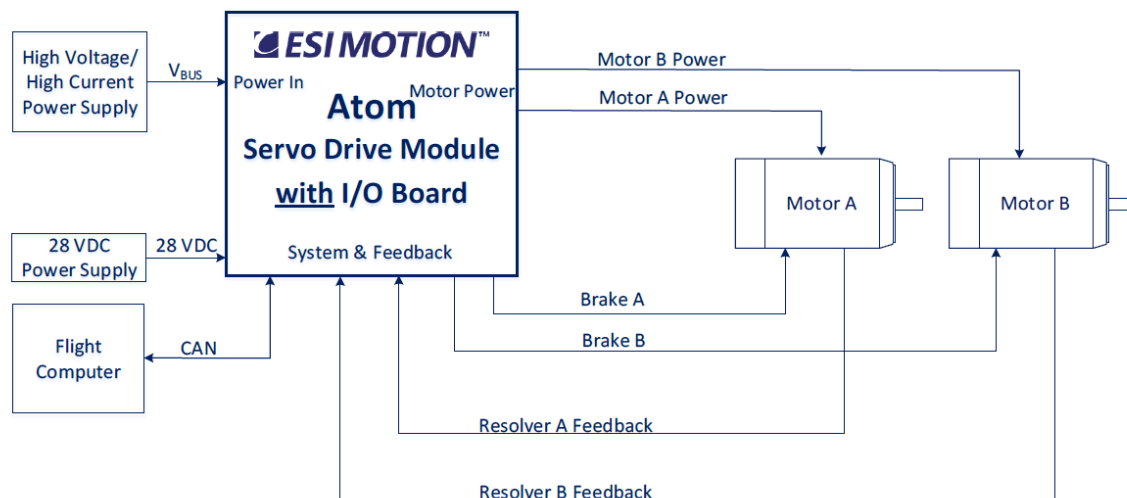 High Voltage/
High Current
Power Supply
V_BUS
ESI MOTION™
Power In
Motor Power
Atom
Servo Drive Module
with I/O Board
System & Feedback
Motor B Power
Motor A Power
Motor A
Motor B
28 VDC
Power Supply
28 VDC
Flight
Computer
CAN
Brake A
Brake B
Resolver A Feedback
Resolver B Feedback